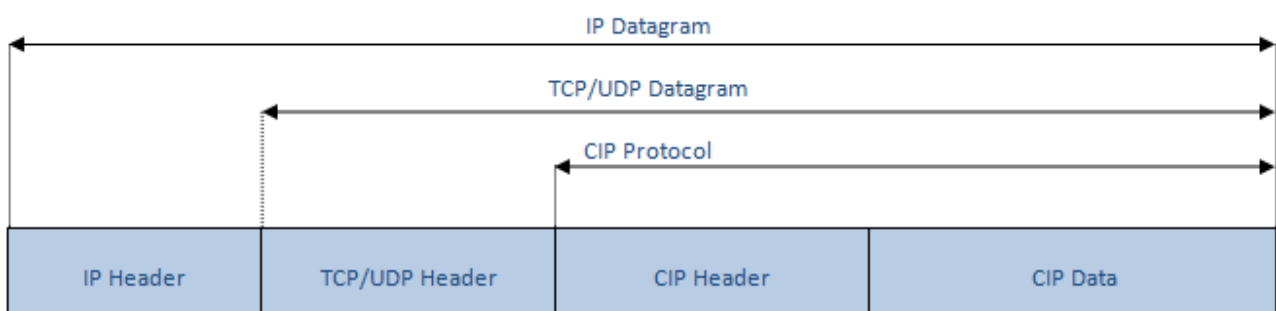 IP Datagram
TCP/UDP Datagram
CIP Protocol
IP Header TCP/UDP Header CIP Header CIP Data